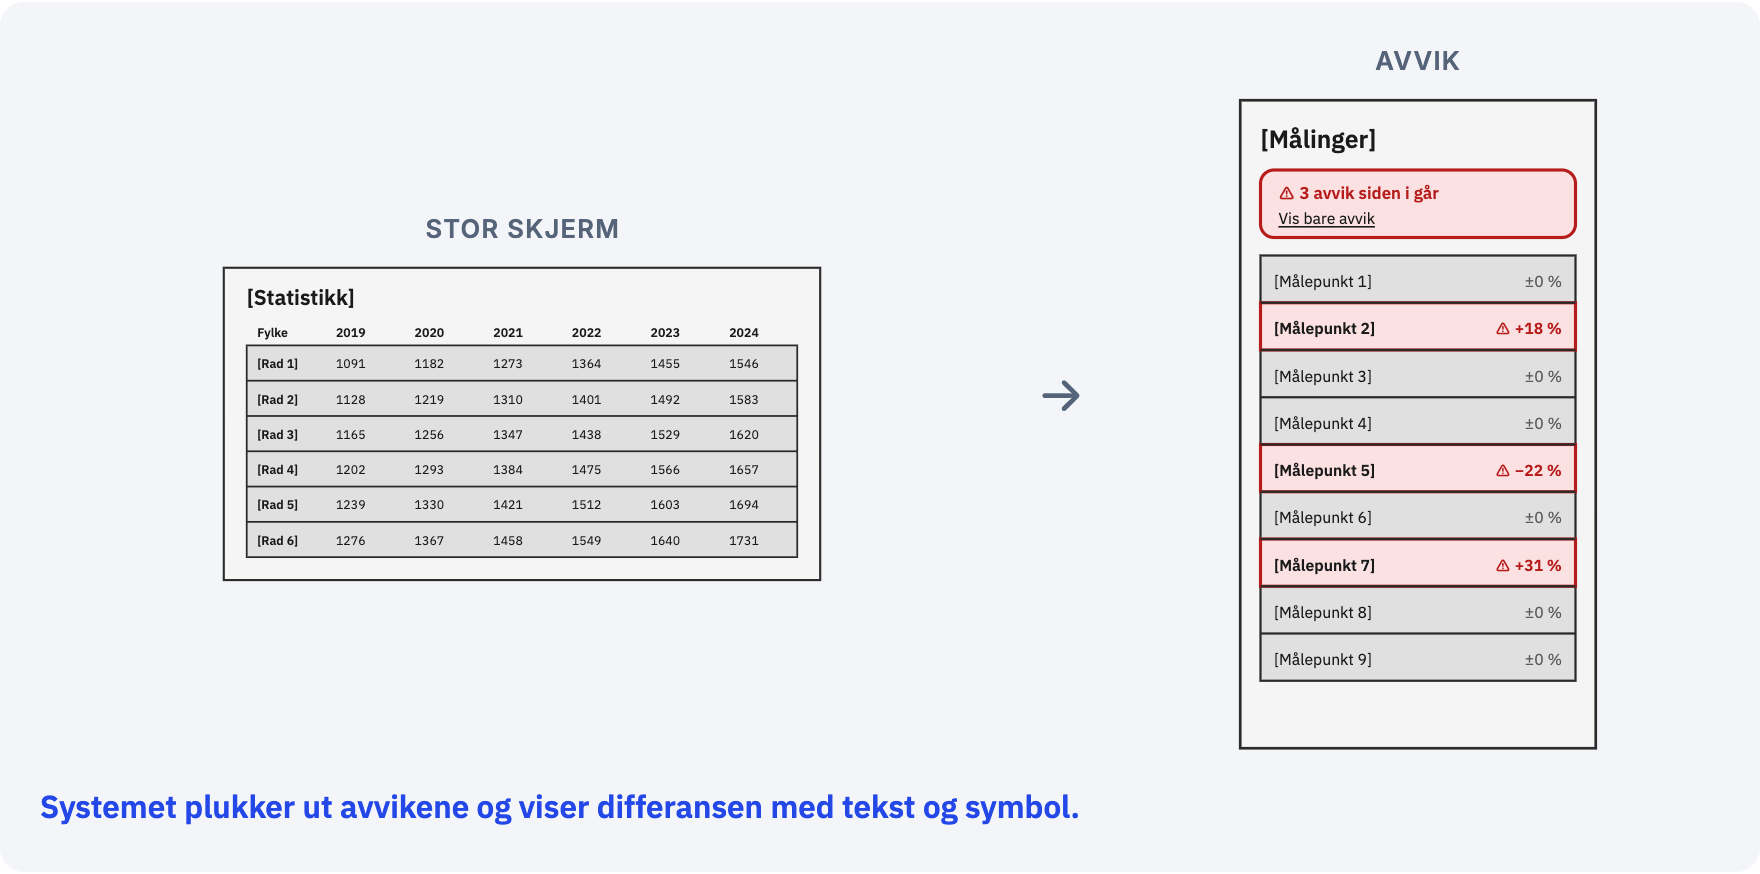 STOR SKJERM
[Statistikk]
Fylke 2019 2020 2021 2022 2023 2024
[Rad 1] 1091 1182 1273 1364 1455 1546
[Rad 2] 1128 1219 1310 1401 1492 1583
[Rad 3] 1165 1256 1347 1438 1529 1620
[Rad 4] 1202 1293 1384 1475 1566 1657
[Rad 5] 1239 1330 1421 1512 1603 1694
[Rad 6] 1276 1367 1458 1549 1640 1731
→
AVVIK
[Målinger]
⚠ 3 avvik siden i går
Vis bare avvik
[Målepunkt 1] ±0 %
[Målepunkt 2] ⚠ +18 %
[Målepunkt 3] ±0 %
[Målepunkt 4] ±0 %
[Målepunkt 5] ⚠ −22 %
[Målepunkt 6] ±0 %
[Målepunkt 7] ⚠ +31 %
[Målepunkt 8] ±0 %
[Målepunkt 9] ±0 %
Systemet plukker ut avvikene og viser differansen med tekst og symbol.